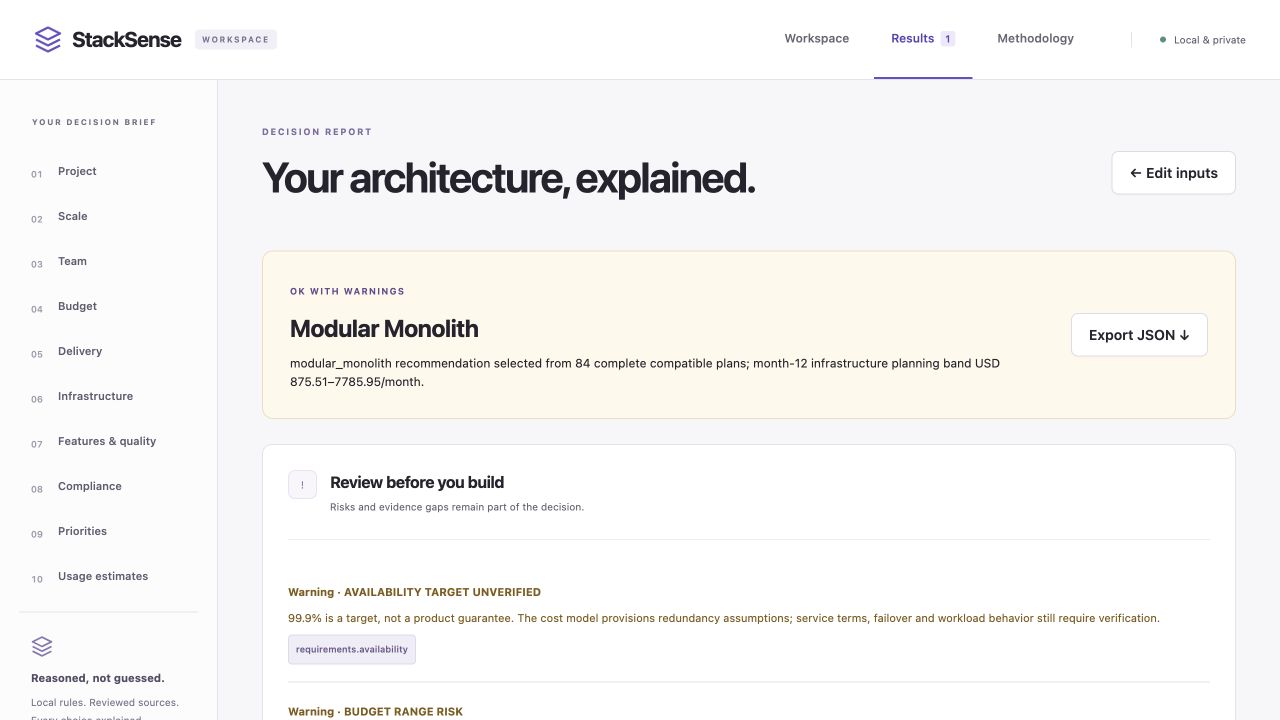 StackSense WORKSPACE
Workspace Results 1 Methodology Local & private
YOUR DECISION BRIEF
01 Project
02 Scale
03 Team
04 Budget
05 Delivery
06 Infrastructure
07 Features & quality
08 Compliance
09 Priorities
10 Usage estimates
Reasoned, not guessed.
Local rules. Reviewed sources.
Every choice explained.
DECISION REPORT
Your architecture, explained.
← Edit inputs
OK WITH WARNINGS
Modular Monolith
modular_monolith recommendation selected from 84 complete compatible plans; month-12 infrastructure planning band USD
875.51–7785.95/month.
Export JSON ↓
! Review before you build
Risks and evidence gaps remain part of the decision.
Warning · AVAILABILITY TARGET UNVERIFIED
99.9% is a target, not a product guarantee. The cost model provisions redundancy assumptions; service terms, failover and workload behavior still require verification.
requirements.availability
Warning · BUDGET RANGE RISK